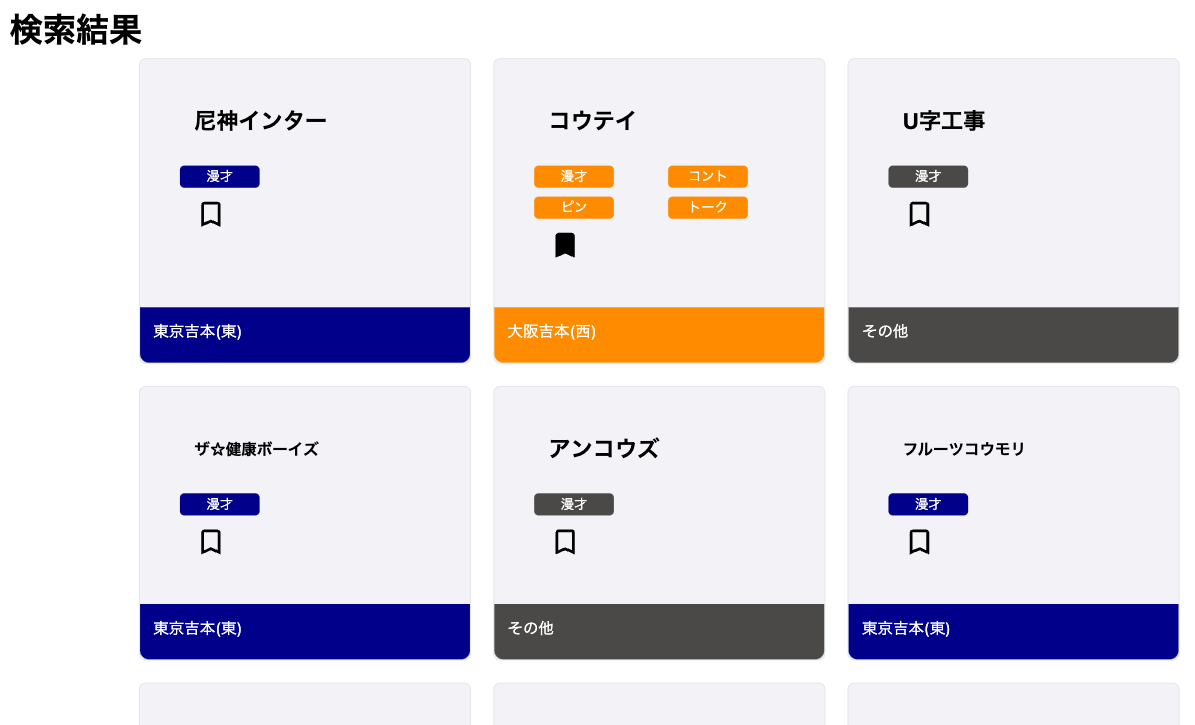 検索結果
尼神インター
漫才
東京吉本(東)
コウテイ
漫才 コント
ピン トーク
大阪吉本(西)
U字工事
漫才
その他
ザ☆健康ボーイズ
漫才
東京吉本(東)
アンコウズ
漫才
その他
フルーツコウモリ
漫才
東京吉本(東)